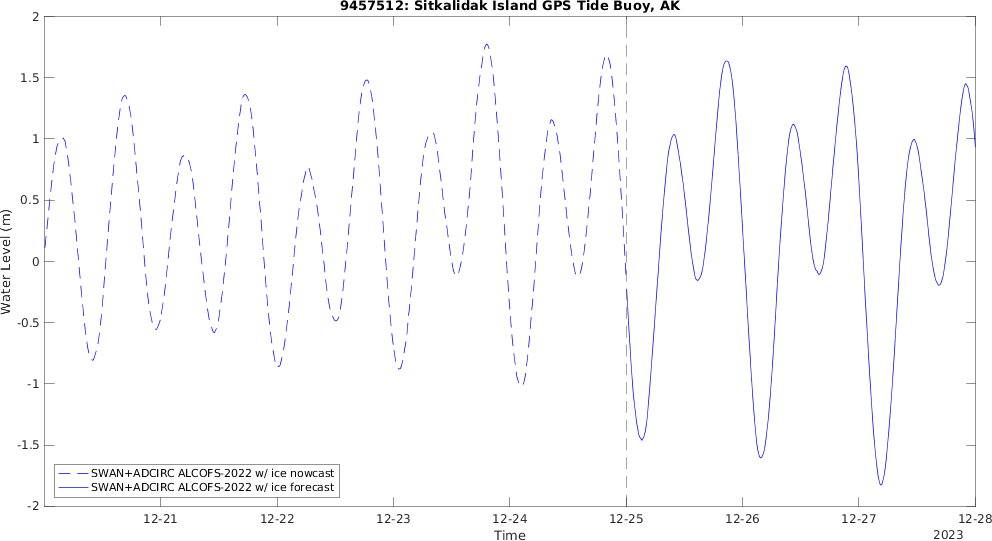 9457512: Sitkalidak Island GPS Tide Buoy, AK
2
1.5
1
0.5
0
-0.5
-1
-1.5
-2
Water Level (m)
SWAN+ADCIRC ALCOFS-2022 w/ ice nowcast
SWAN+ADCIRC ALCOFS-2022 w/ ice forecast
12-21 12-22 12-23 12-24 12-25 12-26 12-27 12-28
Time
2023